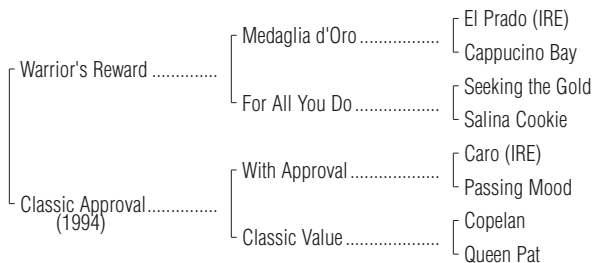 El Prado (IRE)
Medaglia d'Oro .................
Cappucino Bay
Warrior's Reward ..............
Seeking the Gold
For All You Do ..................
Salina Cookie
Caro (IRE)
With Approval ...................
Passing Mood
Classic Approval...............
(1994)
Copelan
Classic Value ....................
Queen Pat